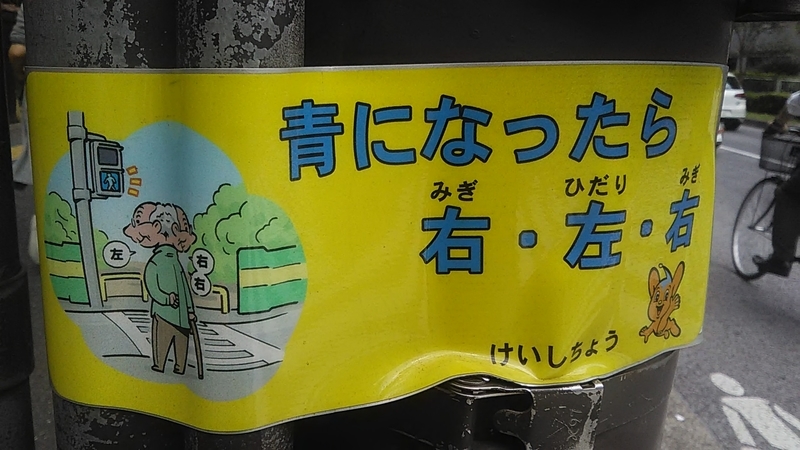 青になったら
みぎ ひだり みぎ
右・左・右
左
右
右
けいしちょう